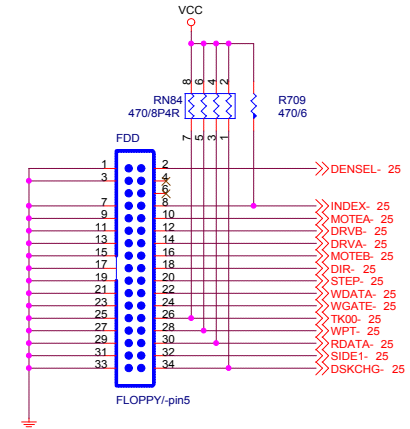 VCC
8 6 4 2
RN84
470/8P4R
R709
470/6
7 5 3 1
FDD
1 2 DENSEL- 25
3 4
6
7 8 INDEX- 25
9 10 MOTEA- 25
11 12 DRVB- 25
13 14 DRVA- 25
15 16 MOTEB- 25
17 18 DIR- 25
19 20 STEP- 25
21 22 WDATA- 25
23 24 WGATE- 25
25 26 TK00- 25
27 28 WPT- 25
29 30 RDATA- 25
31 32 SIDE1- 25
33 34 DSKCHG- 25
FLOPPY/-pin5